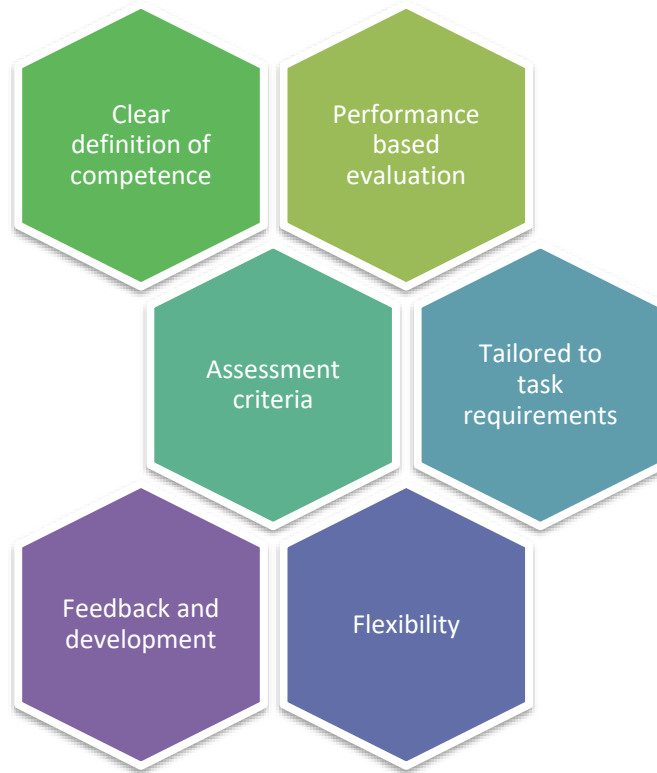 Clear
definition of
competence
Performance
based
evaluation
Assessment
criteria
Tailored to
task
requirements
Feedback and
development
Flexibility